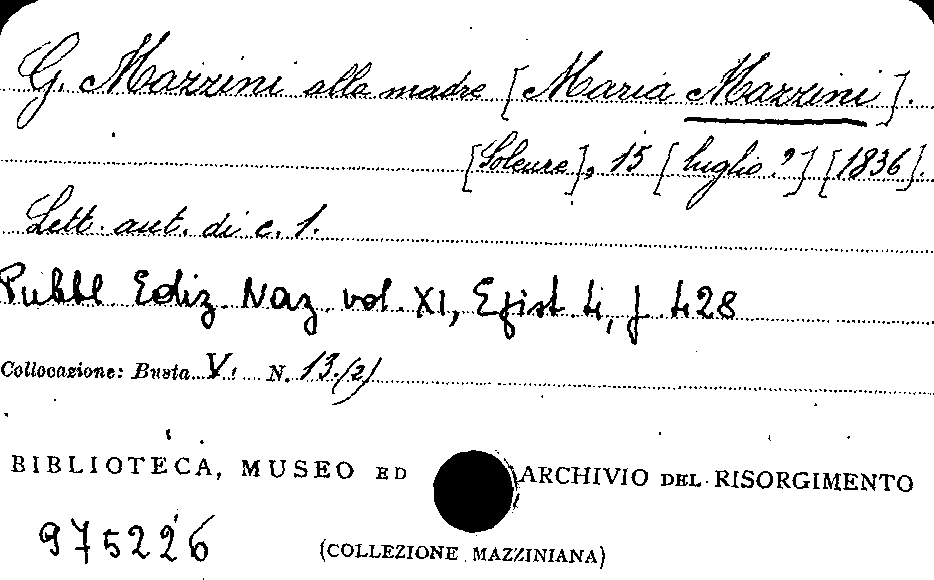 G. Mazzini alla madre [Maria Mazzini].
[Soleure], 15 [luglio?] [1836].
Lett. aut. di c. 1.
Pubbl Ediz. Naz. vol. XI, Epist. 4, p. 428
Collocazione: Busta V. N. 13.(2)
BIBLIOTECA, MUSEO ED ARCHIVIO DEL RISORGIMENTO
975226
(COLLEZIONE MAZZINIANA)